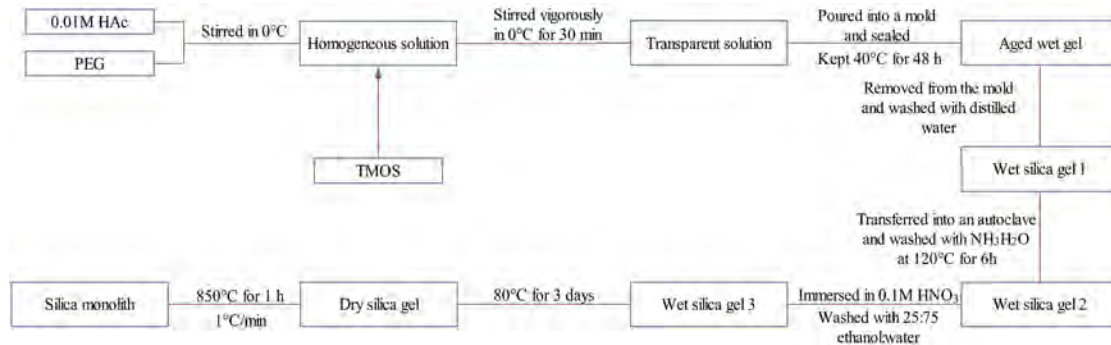 0.01M HAc
PEG
Stirred in 0°C
Homogeneous solution
TMOS
Stirred vigorously
in 0°C for 30 min
Transparent solution
Poured into a mold
and sealed
Kept 40°C for 48 h
Aged wet gel
Removed from the mold
and washed with distilled
water
Wet silica gel 1
Transferred into an autoclave
and washed with NH3H2O
at 120°C for 6h
Wet silica gel 2
Immersed in 0.1M HNO3
Washed with 25:75
ethanol:water
Wet silica gel 3
80°C for 3 days
Dry silica gel
850°C for 1 h
1°C/min
Silica monolith